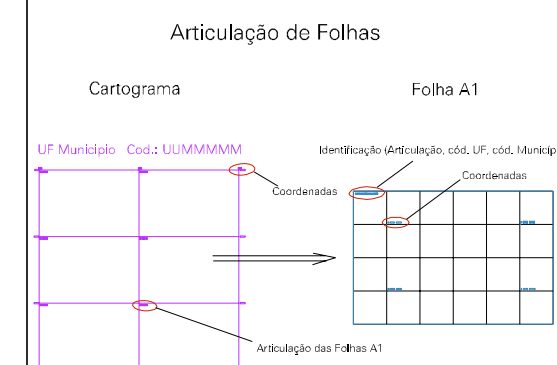 Articulação de Folhas
Cartograma
Folha A1
UF Municipio Cod.: UUMMMMM
Identificação (Articulação, cód. UF, cód. Municíp
Coordenadas
Coordenadas
Articulação das Folhas A1